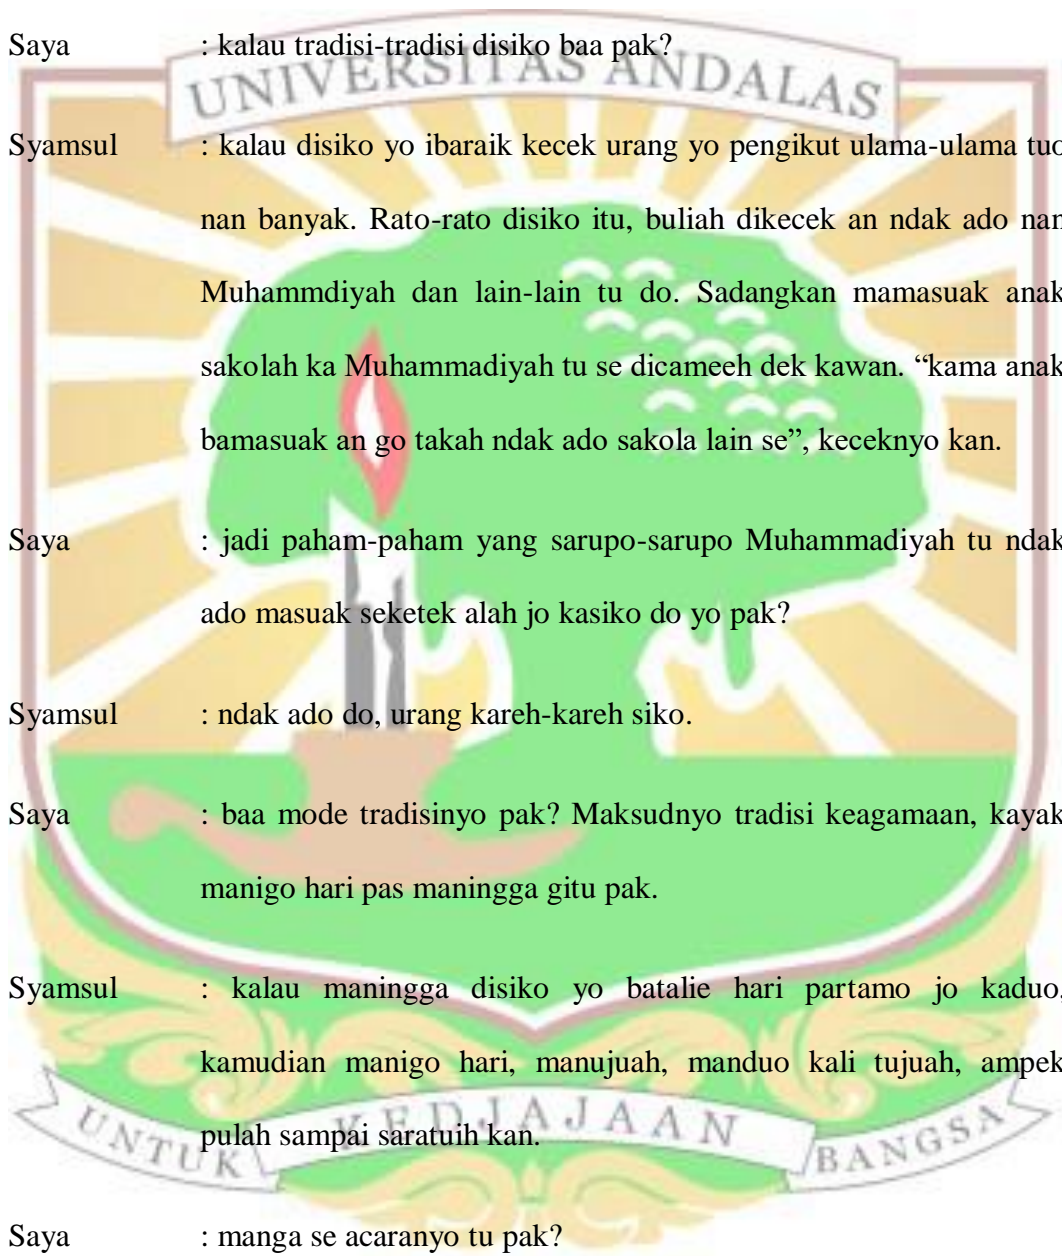 Saya : kalau tradisi-tradisi disiko baa pak?
UNIVERSITAS ANDALAS
Syamsul : kalau disiko yo ibaraik kecek urang yo pengikut ulama-ulama tuo
nan banyak. Rato-rato disiko itu, buliah dikecek an ndak ado nan
Muhammdiyah dan lain-lain tu do. Sadangkan mamasuak anak
sakolah ka Muhammadiyah tu se dicameeh dek kawan. “kama anak
bamasuak an go takah ndak ado sakola lain se”, keceknyo kan.
Saya : jadi paham-paham yang sarupo-sarupo Muhammadiyah tu ndak
ado masuak seketek alah jo kasiko do yo pak?
Syamsul : ndak ado do, urang kareh-kareh siko.
Saya : baa mode tradisinyo pak? Maksudnyo tradisi keagamaan, kayak
manigo hari pas maningga gitu pak.
Syamsul : kalau maningga disiko yo batalie hari partamo jo kaduo,
kamudian manigo hari, manujuah, manduo kali tujuah, ampek
pulah sampai saratuih kan.
UNTUK KEDJAJAAN BANGSA
Saya : manga se acaranyo tu pak?